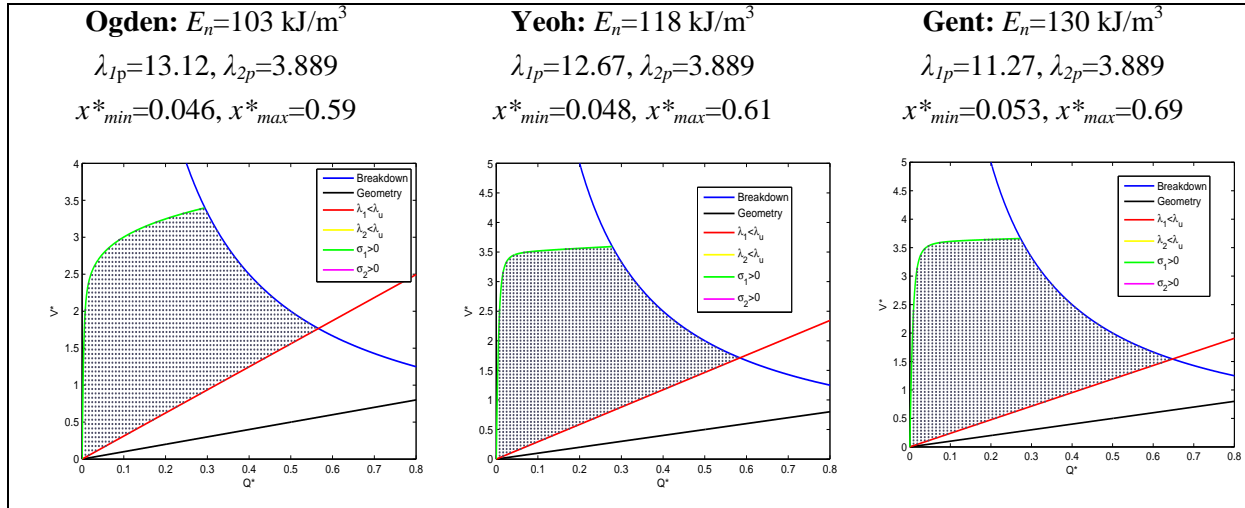 Ogden: Eₙ=103 kJ/m³
λ₁ₚ=13.12, λ₂ₚ=3.889
x*ₘᵢₙ=0.046, x*ₘₐₓ=0.59
4
3.5
3
2.5
2
1.5
1
0.5
0
V*
0 0.1 0.2 0.3 0.4 0.5 0.6 0.7 0.8
Q*
Breakdown
Geometry
λ₁<λᵤ
λ₂<λᵤ
σ₁>0
σ₂>0
Yeoh: Eₙ=118 kJ/m³
λ₁ₚ=12.67, λ₂ₚ=3.889
x*ₘᵢₙ=0.048, x*ₘₐₓ=0.61
5
4.5
4
3.5
3
2.5
2
1.5
1
0.5
0
V*
0 0.1 0.2 0.3 0.4 0.5 0.6 0.7 0.8
Q*
Breakdown
Geometry
λ₁<λᵤ
λ₂<λᵤ
σ₁>0
σ₂>0
Gent: Eₙ=130 kJ/m³
λ₁ₚ=11.27, λ₂ₚ=3.889
x*ₘᵢₙ=0.053, x*ₘₐₓ=0.69
5
4.5
4
3.5
3
2.5
2
1.5
1
0.5
0
V*
0 0.1 0.2 0.3 0.4 0.5 0.6 0.7 0.8
Q*
Breakdown
Geometry
λ₁<λᵤ
λ₂<λᵤ
σ₁>0
σ₂>0